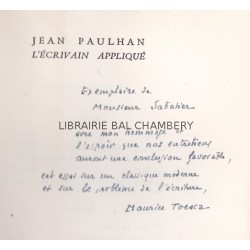 JEAN PAULHAN
L'ÉCRIVAIN APPLIQUÉ
Exemplaire de
Monsieur Sabatier
LIBRAIRIE BAL CHAMBERY
avec mon hommage et
l'espoir que nos entretiens
auront une conclusion favorable,
cet essai sur un classique moderne
et sur le problème de l'écriture,
Maurice Toesca